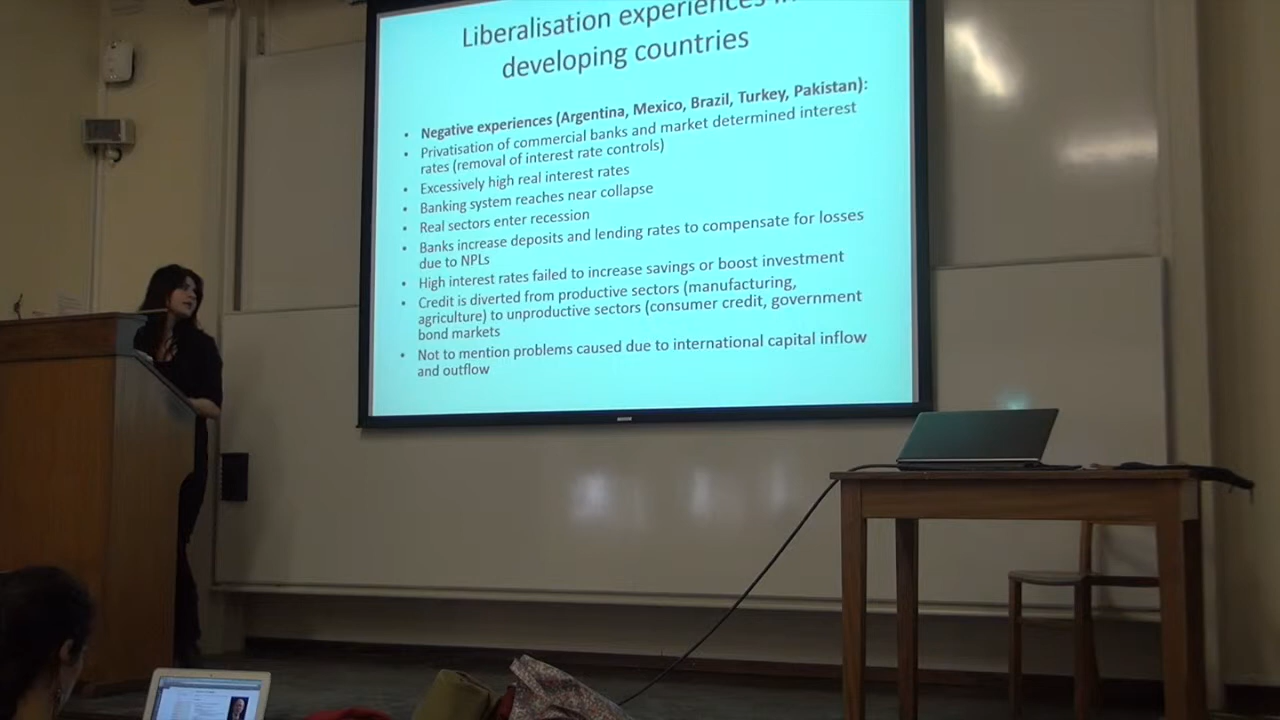 Liberalisation experiences in
developing countries
• Negative experiences (Argentina, Mexico, Brazil, Turkey, Pakistan):
• Privatisation of commercial banks and market determined interest
rates (removal of interest rate controls)
• Excessively high real interest rates
• Banking system reaches near collapse
• Real sectors enter recession
• Banks increase deposits and lending rates to compensate for losses
due to NPLs
• High interest rates failed to increase savings or boost investment
• Credit is diverted from productive sectors (manufacturing,
agriculture) to unproductive sectors (consumer credit, government
bond markets
• Not to mention problems caused due to international capital inflow
and outflow